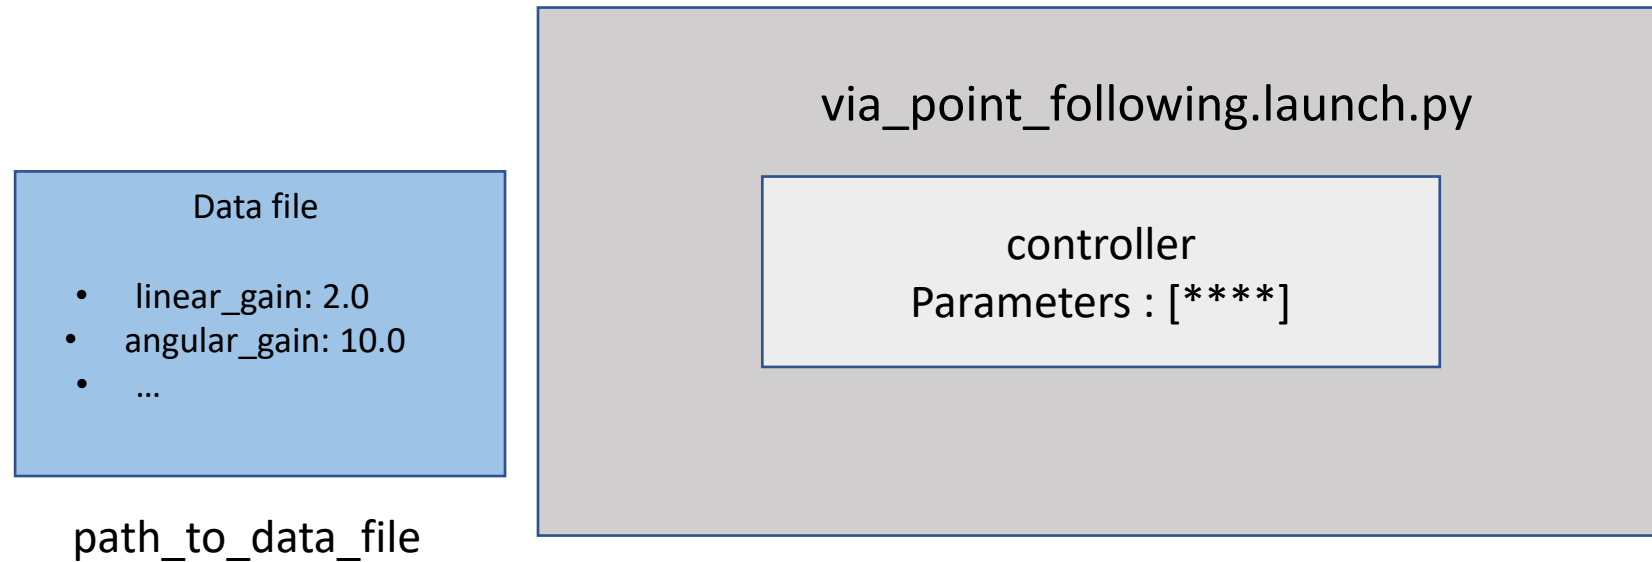 Data file
• linear_gain: 2.0
• angular_gain: 10.0
• ...
path_to_data_file
via_point_following.launch.py
controller
Parameters : [****]